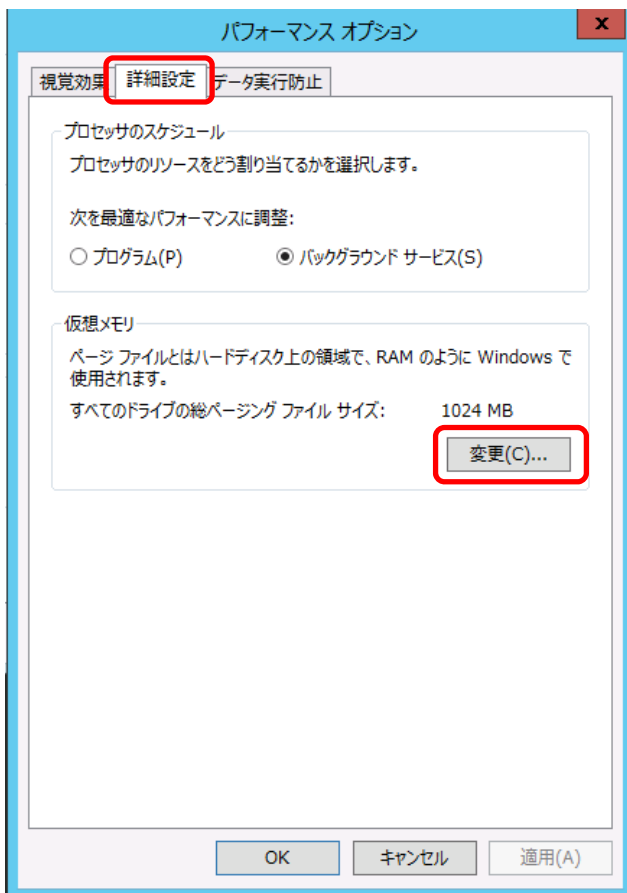 パフォーマンス オプション
x
視覚効果 詳細設定 データ実行防止
プロセッサのスケジュール
プロセッサのリソースをどう割り当てるかを選択します。
次を最適なパフォーマンスに調整:
プログラム(P) バックグラウンド サービス(S)
仮想メモリ
ページ ファイルとはハードディスク上の領域で、RAM のように Windows で
使用されます。
すべてのドライブの総ページング ファイル サイズ: 1024 MB
変更(C)...
OK キャンセル 適用(A)